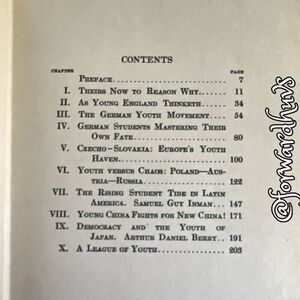 CONTENTS
CHAPTER PAGE
PREFACE 7
I. THEIRS NOW TO REASON WHY 11
II. AS YOUNG ENGLAND THINKETH 34
III. THE GERMAN YOUTH MOVEMENT 54
IV. GERMAN STUDENTS MASTERING THEIR
OWN FATE 80
V. CZECHO-SLOVAKIA: EUROPE'S YOUTH
HAVEN 100
VI. YOUTH VERSUS CHAOS: POLAND—AUS-
TRIA—RUSSIA 122
VII. THE RISING STUDENT TIDE IN LATIN
AMERICA. SAMUEL GUY INMAN 147
VIII. YOUNG CHINA FIGHTS FOR NEW CHINA! 171
IX. DEMOCRACY AND THE YOUTH OF
JAPAN. ARTHUR DANIEL BERRY 191
X. A LEAGUE OF YOUTH 203
@forwardhuvs